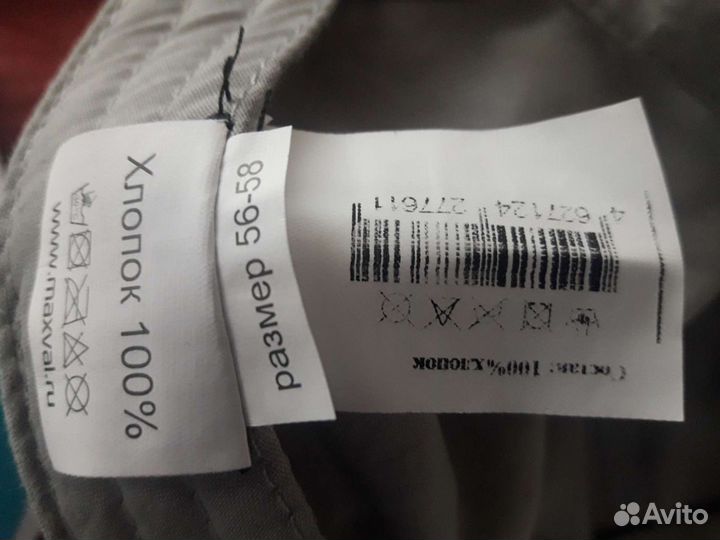 Хлопок 100%
www.maxval.ru
размер 56-58
4 627124 277611
Состав: 100% хлопок
Avito